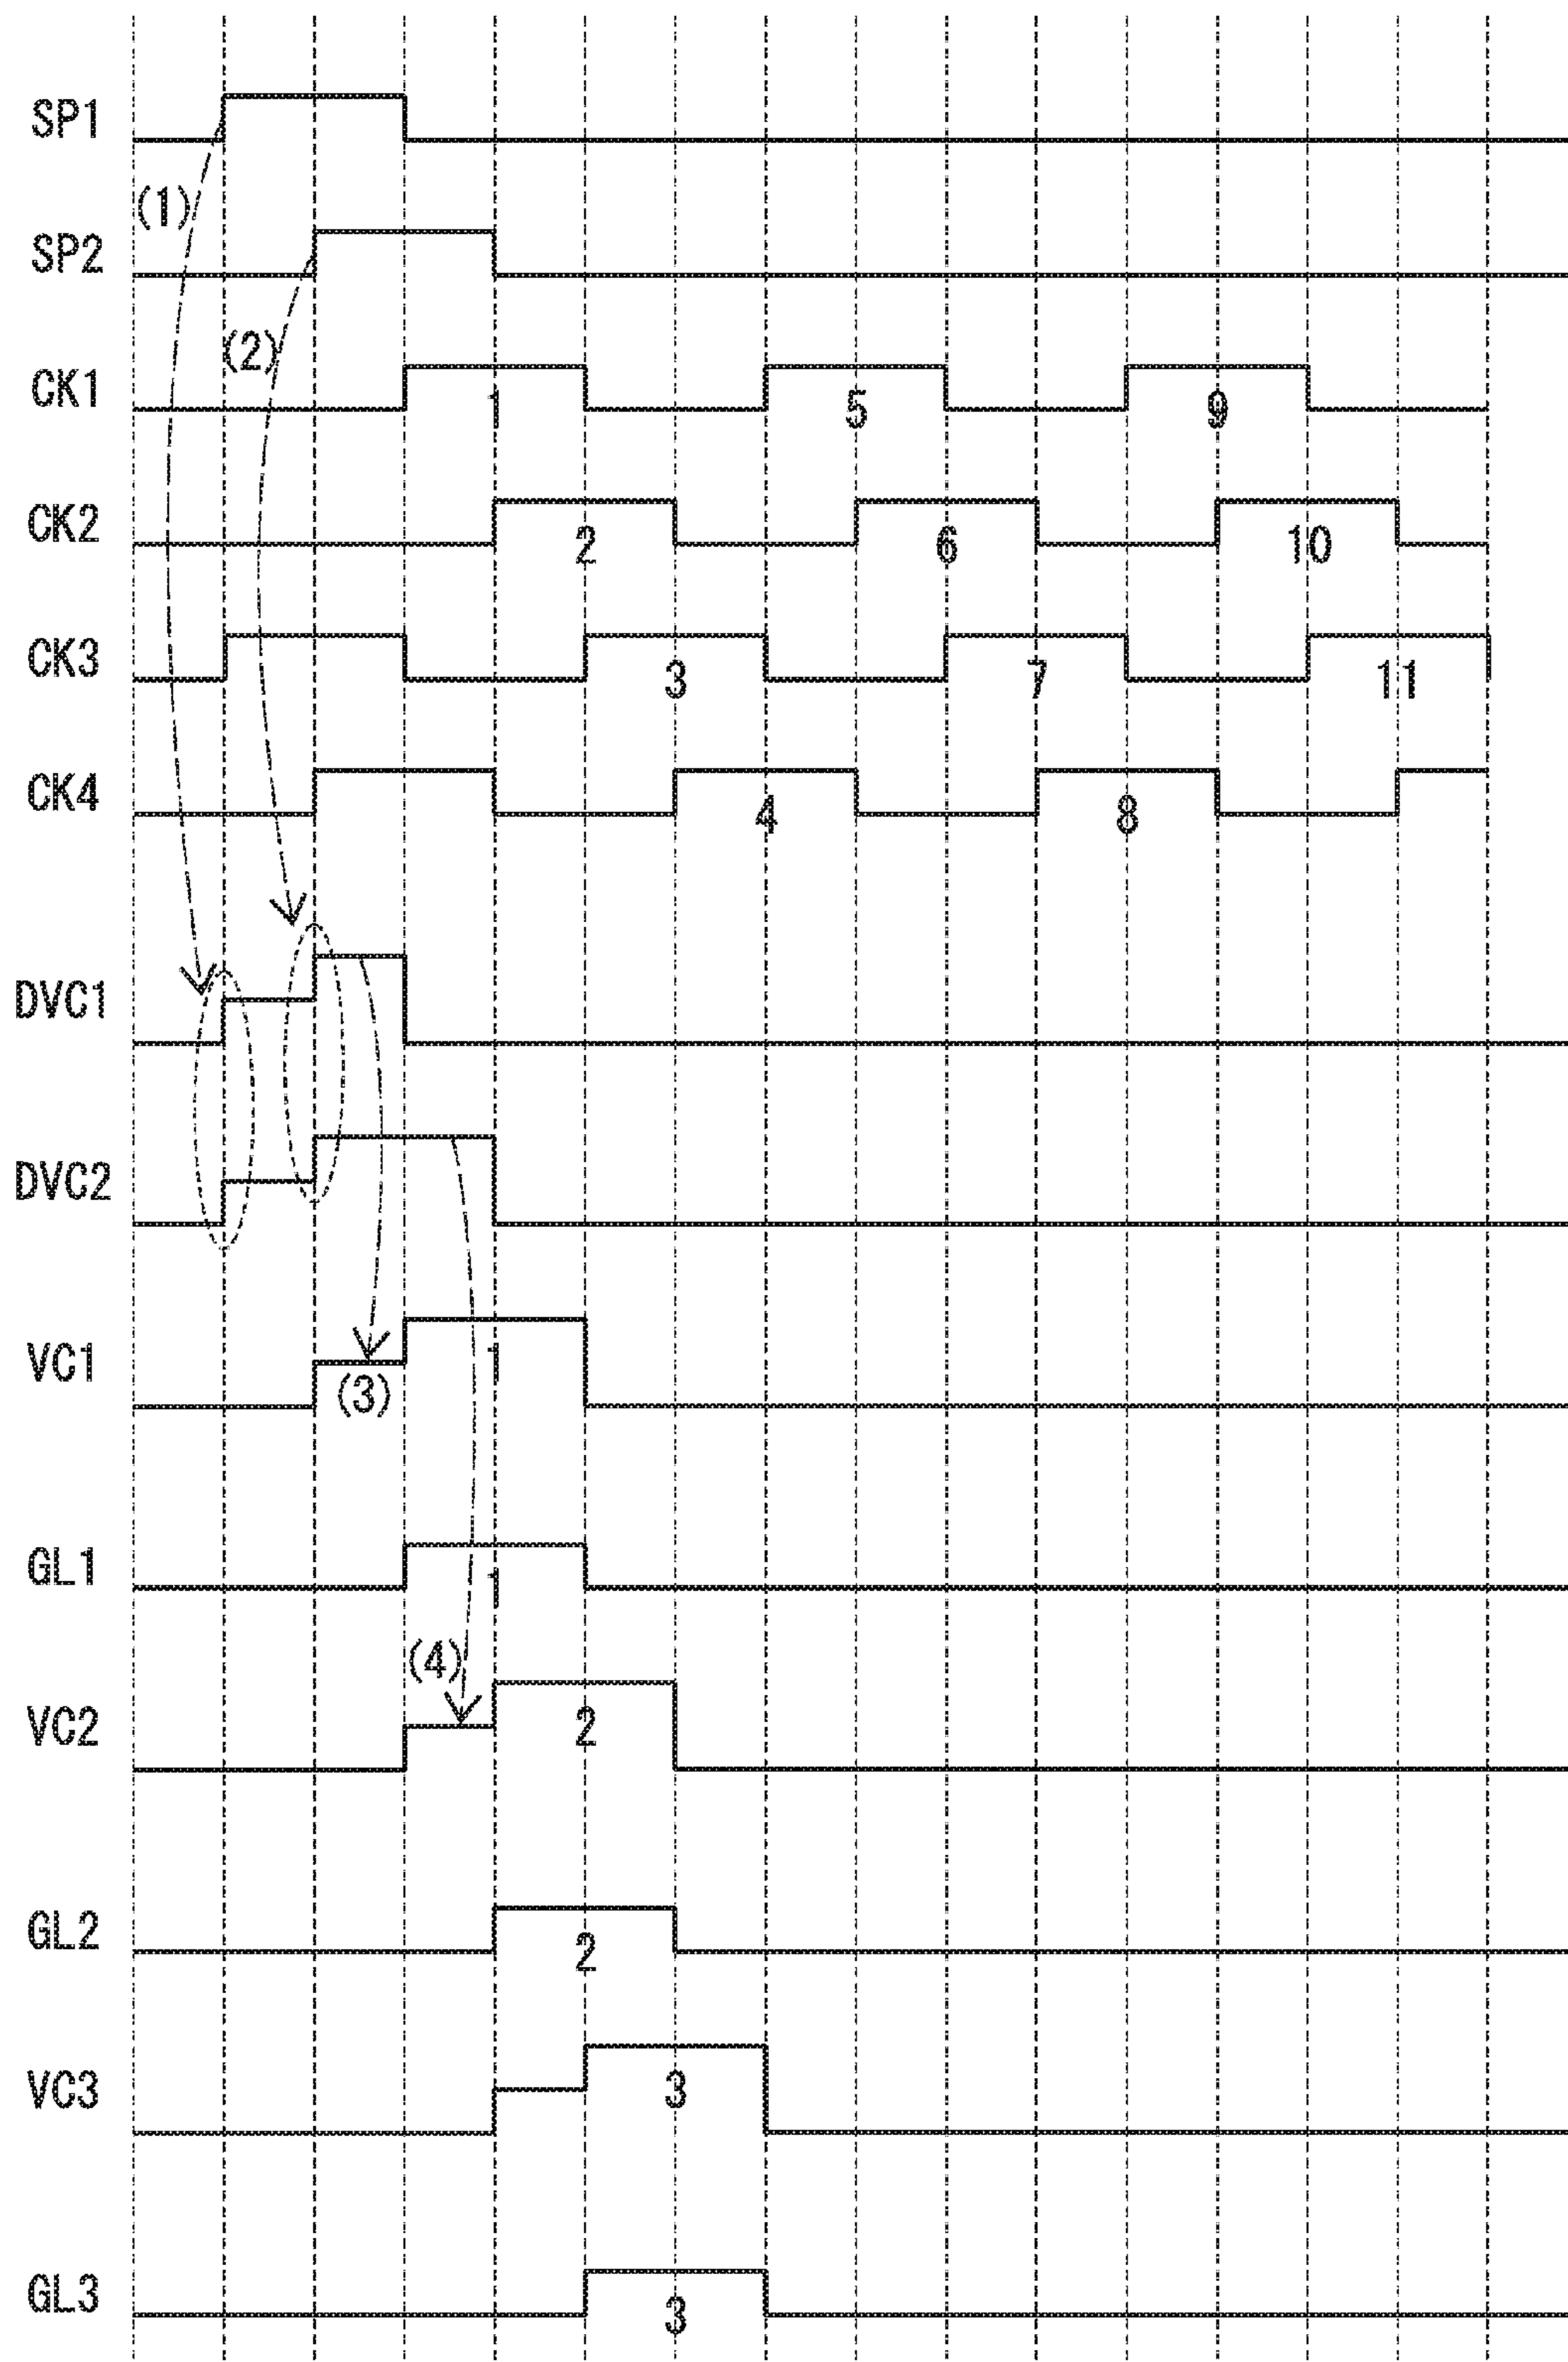 SP1
(1)
SP2
(2)
CK1 1 5 9
CK2 2 6 10
CK3 3 7 11
CK4 4 8
DVC1
DVC2
VC1 1
(3)
GL1 1
(4)
VC2 2
GL2 2
VC3 3
GL3 3